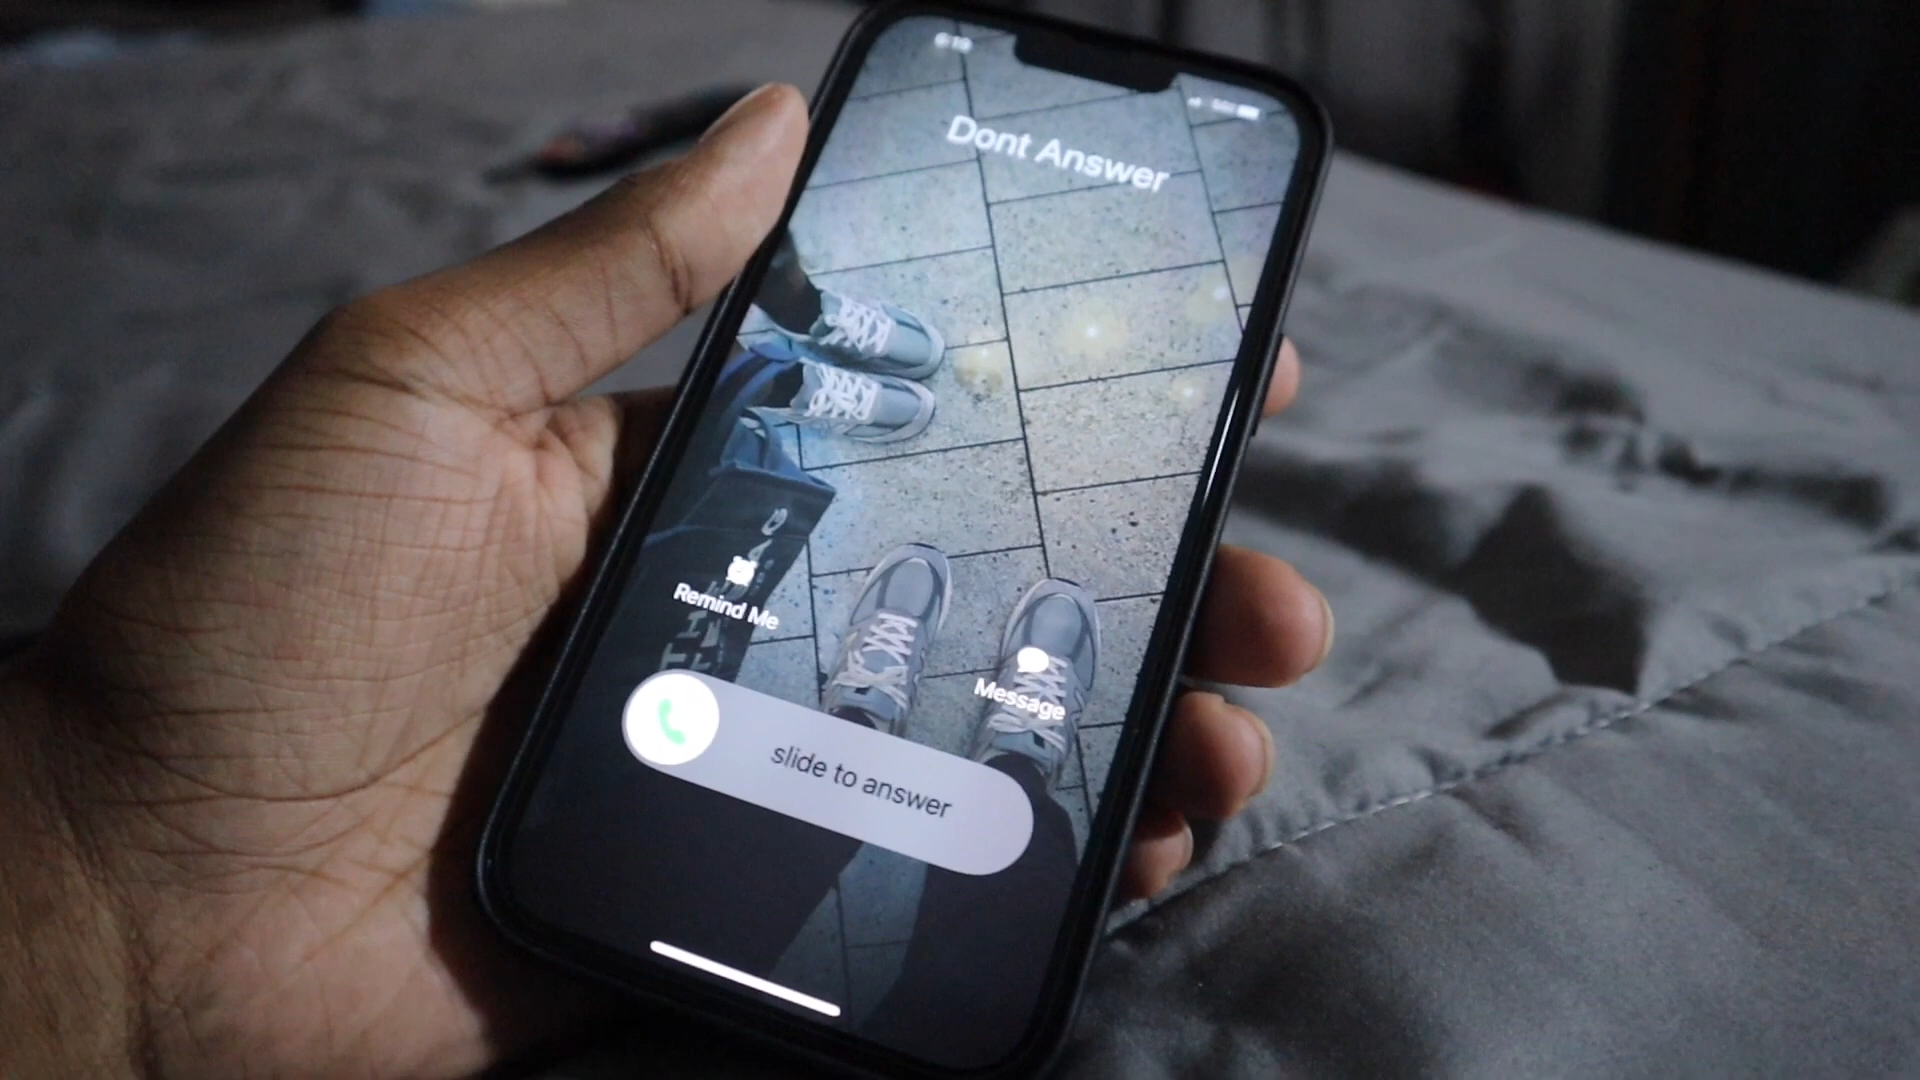 Dont Answer
Remind Me
Message
slide to answer